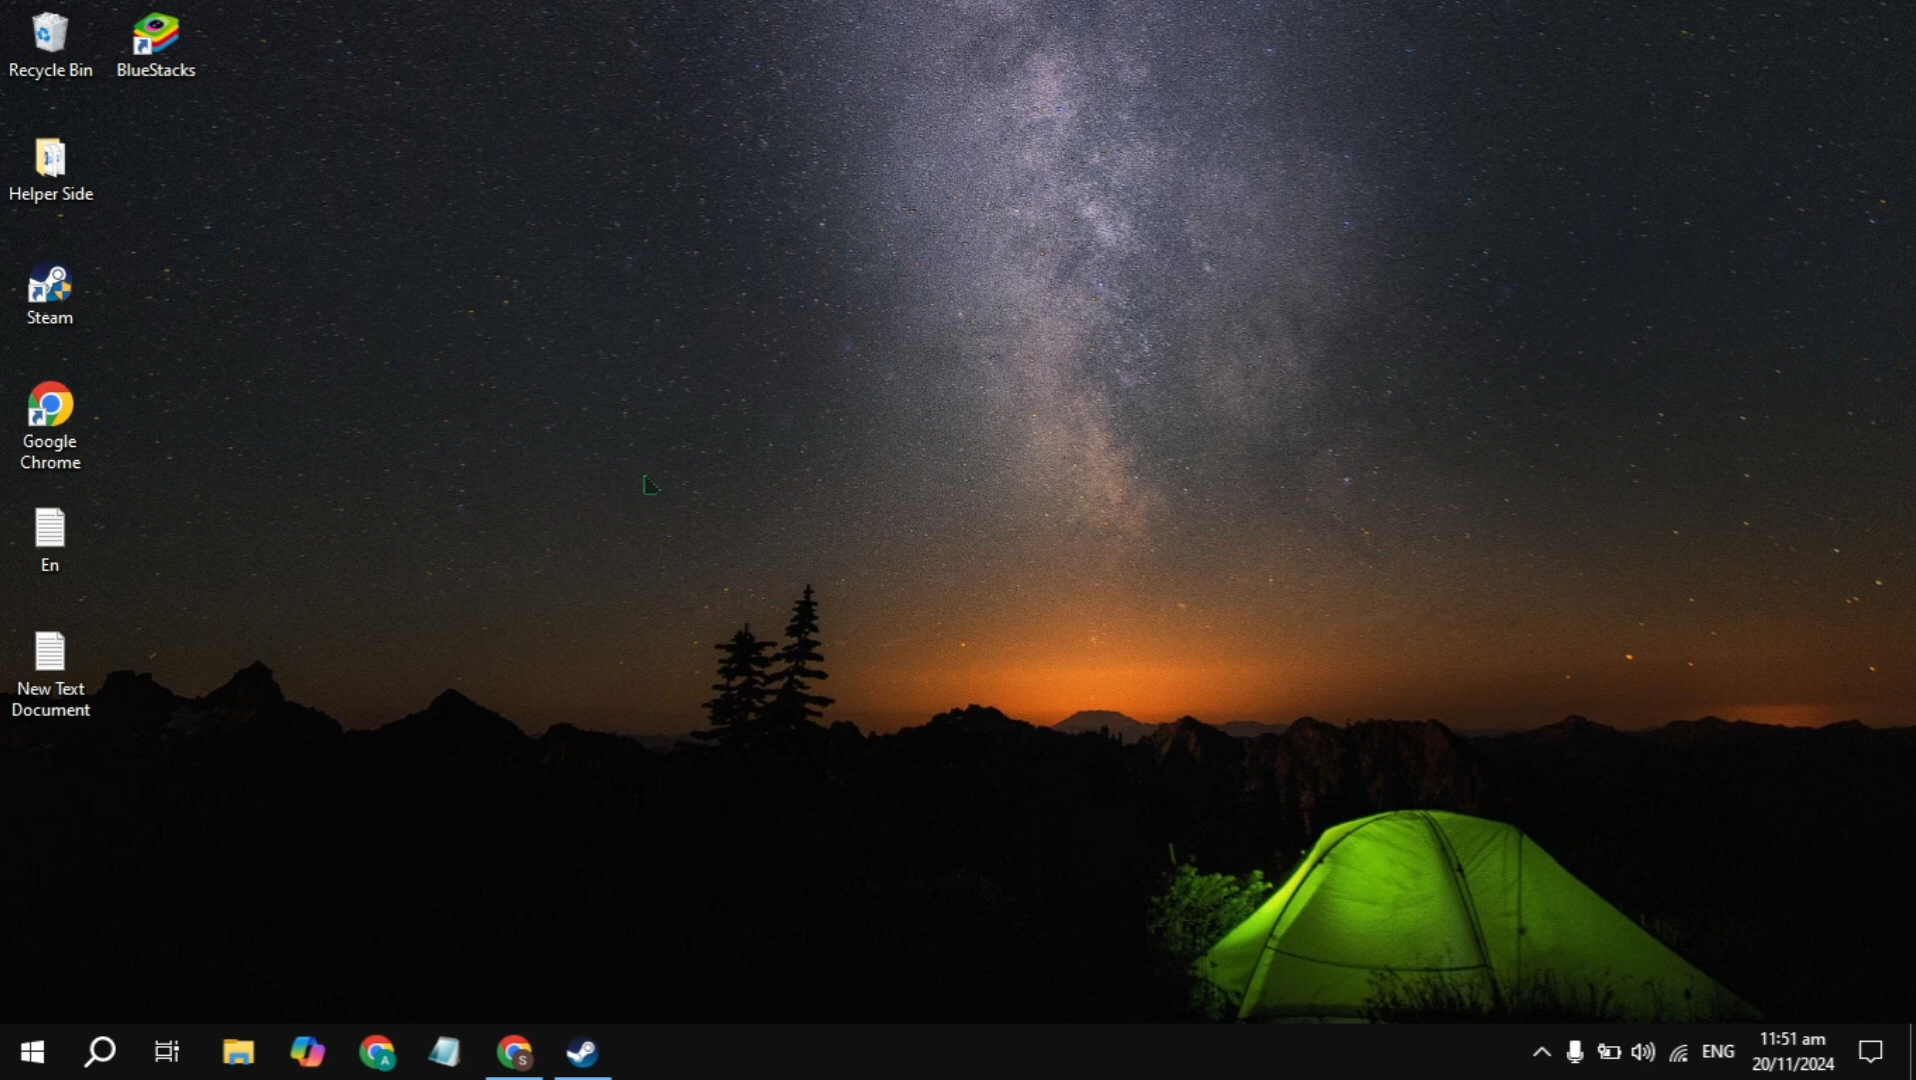 Recycle Bin
BlueStacks
Helper Side
Steam
Google
Chrome
En
New Text
Document
A
S
ENG
11:51 am
20/11/2024